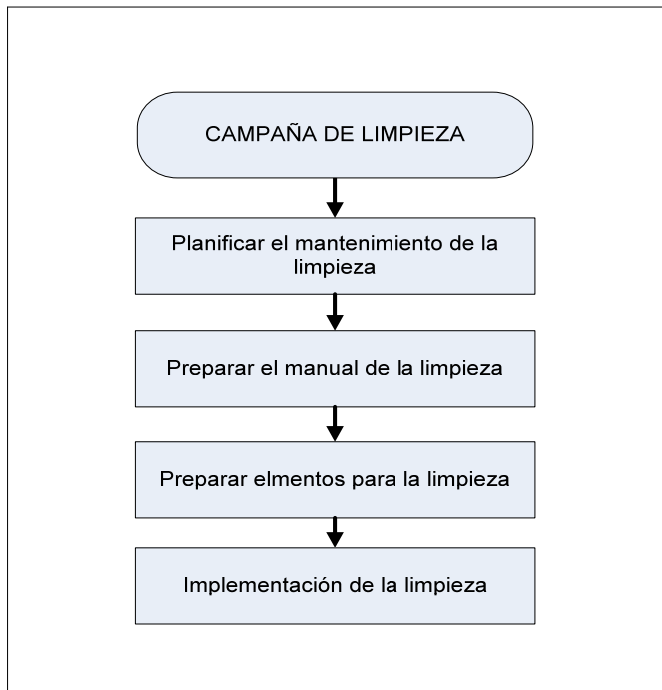 CAMPAÑA DE LIMPIEZA
Planificar el mantenimiento de la
limpieza
Preparar el manual de la limpieza
Preparar elmentos para la limpieza
Implementación de la limpieza